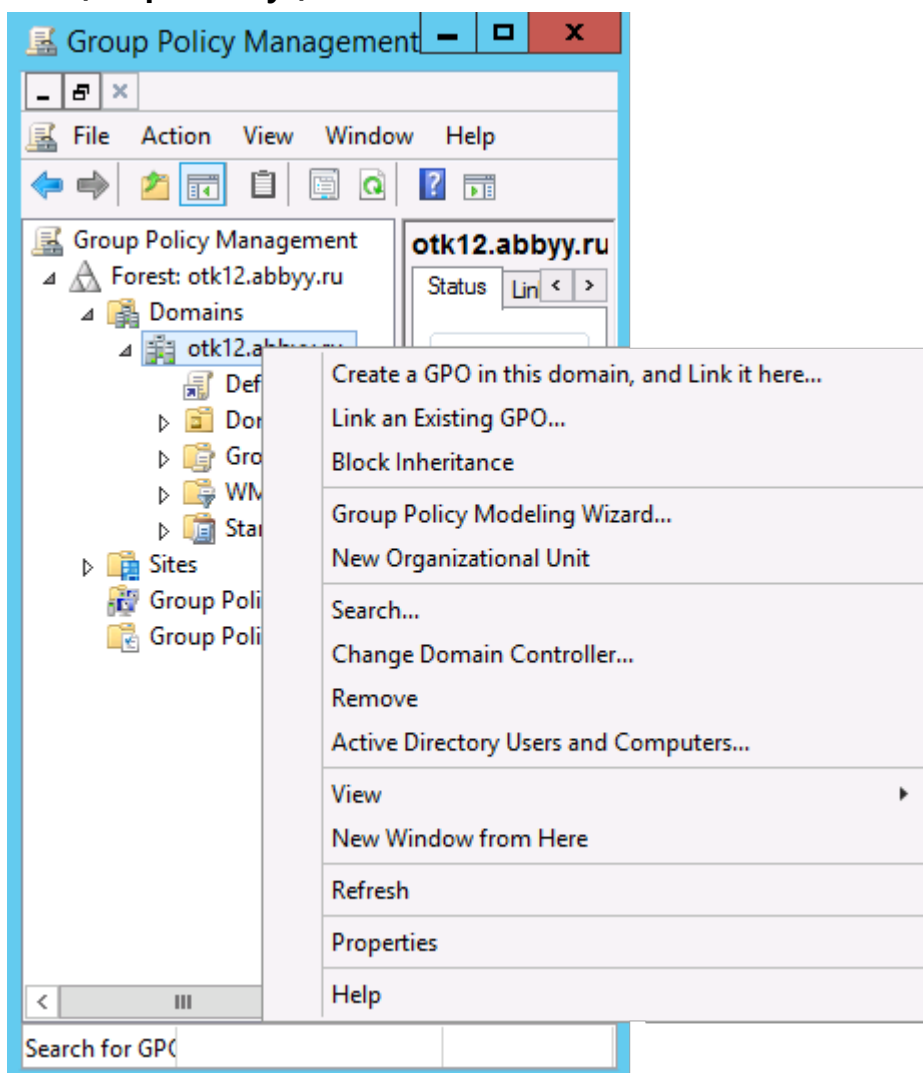 Group Policy Management
File Action View Window Help
Group Policy Management
Forest: otk12.abbyy.ru
Domains
Sites
otk12.abbyy.ru
Status
Create a GPO in this domain, and Link it here...
Link an Existing GPO...
Block Inheritance
Group Policy Modeling Wizard...
New Organizational Unit
Search...
Change Domain Controller...
Remove
Active Directory Users and Computers...
View
New Window from Here
Refresh
Properties
Help
Search for